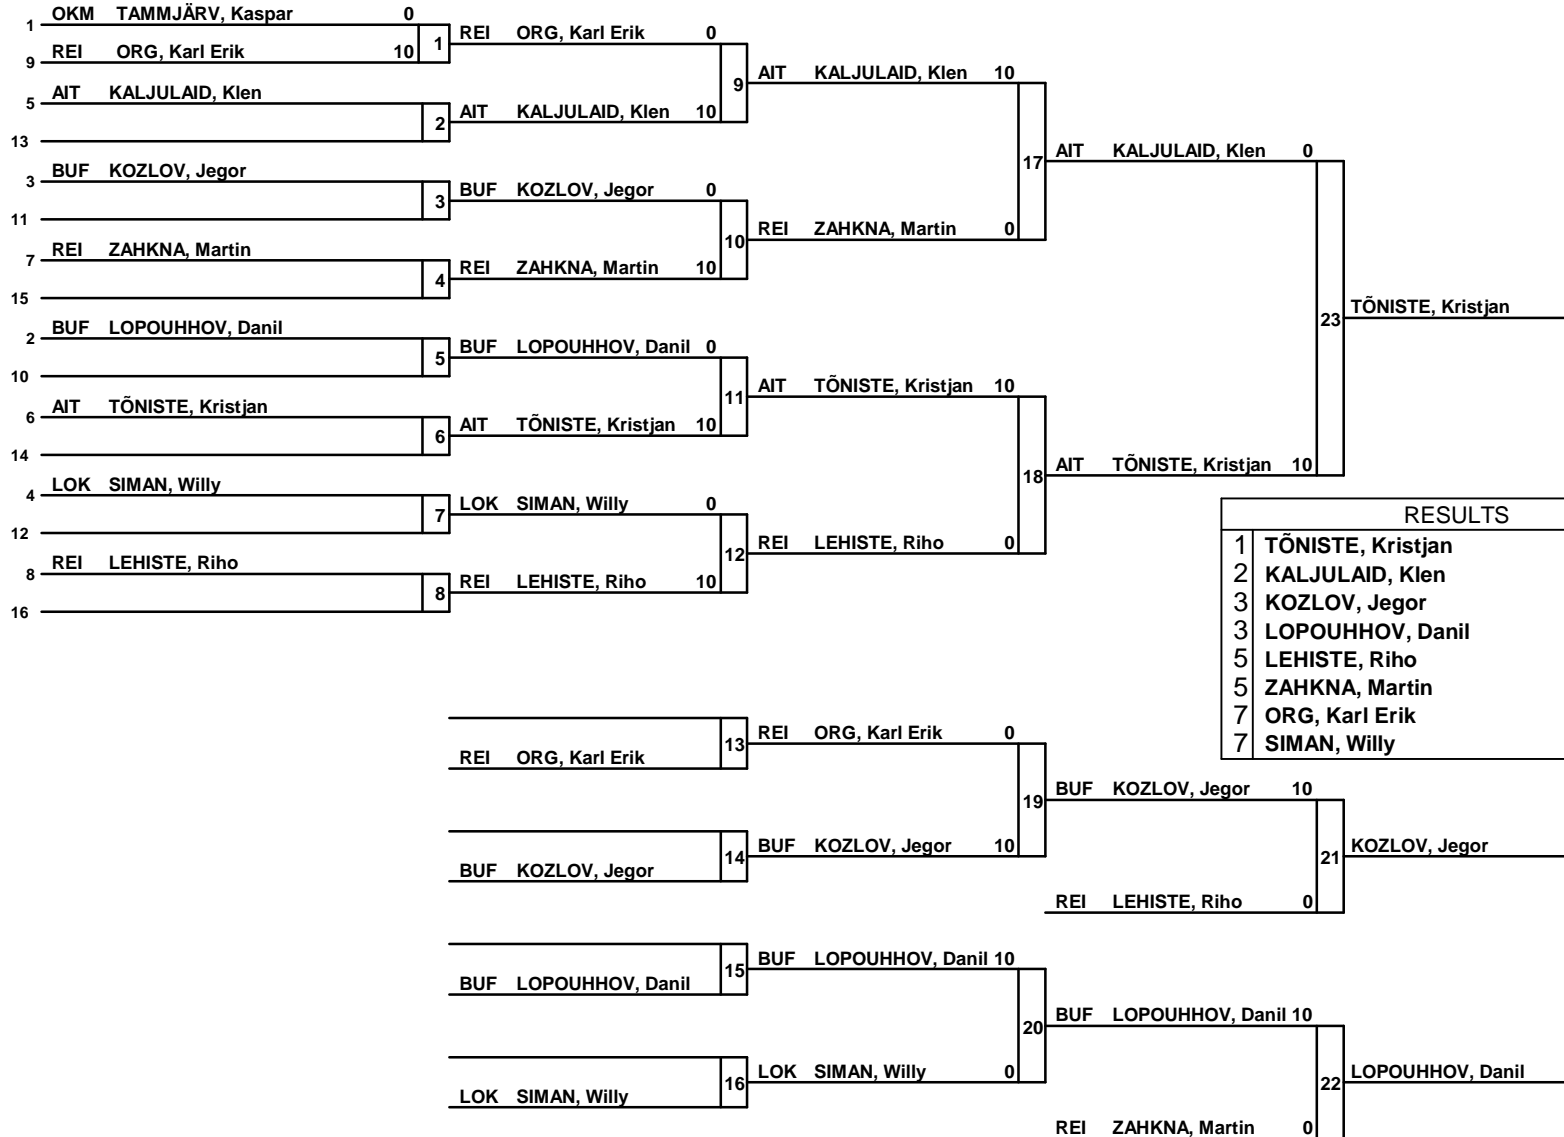 1 OKM TAMMJÄRV, Kaspar 0
9 REI ORG, Karl Erik 10
1
5 AIT KALJULAID, Klen
13
2
3 BUF KOZLOV, Jegor
11
3
7 REI ZAHKNA, Martin
15
4
2 BUF LOPOUHHOV, Danil
10
5
6 AIT TÕNISTE, Kristjan
14
6
4 LOK SIMAN, Willy
12
7
8 REI LEHISTE, Riho
16
8
REI ORG, Karl Erik 0
AIT KALJULAID, Klen 10
9
BUF KOZLOV, Jegor 0
REI ZAHKNA, Martin 10
10
BUF LOPOUHHOV, Danil 0
AIT TÕNISTE, Kristjan 10
11
LOK SIMAN, Willy 0
REI LEHISTE, Riho 10
12
AIT KALJULAID, Klen 10
REI ZAHKNA, Martin 0
17
AIT TÕNISTE, Kristjan 10
REI LEHISTE, Riho 0
18
AIT KALJULAID, Klen 0
AIT TÕNISTE, Kristjan 10
23
TÕNISTE, Kristjan
RESULTS
1 TÕNISTE, Kristjan
2 KALJULAID, Klen
3 KOZLOV, Jegor
3 LOPOUHHOV, Danil
5 LEHISTE, Riho
5 ZAHKNA, Martin
7 ORG, Karl Erik
7 SIMAN, Willy
REI ORG, Karl Erik
13
BUF KOZLOV, Jegor
14
BUF LOPOUHHOV, Danil
15
LOK SIMAN, Willy
16
REI ORG, Karl Erik 0
BUF KOZLOV, Jegor 10
19
BUF LOPOUHHOV, Danil 10
LOK SIMAN, Willy 0
20
BUF KOZLOV, Jegor 10
REI LEHISTE, Riho 0
21
KOZLOV, Jegor
BUF LOPOUHHOV, Danil 10
REI ZAHKNA, Martin 0
22
LOPOUHHOV, Danil